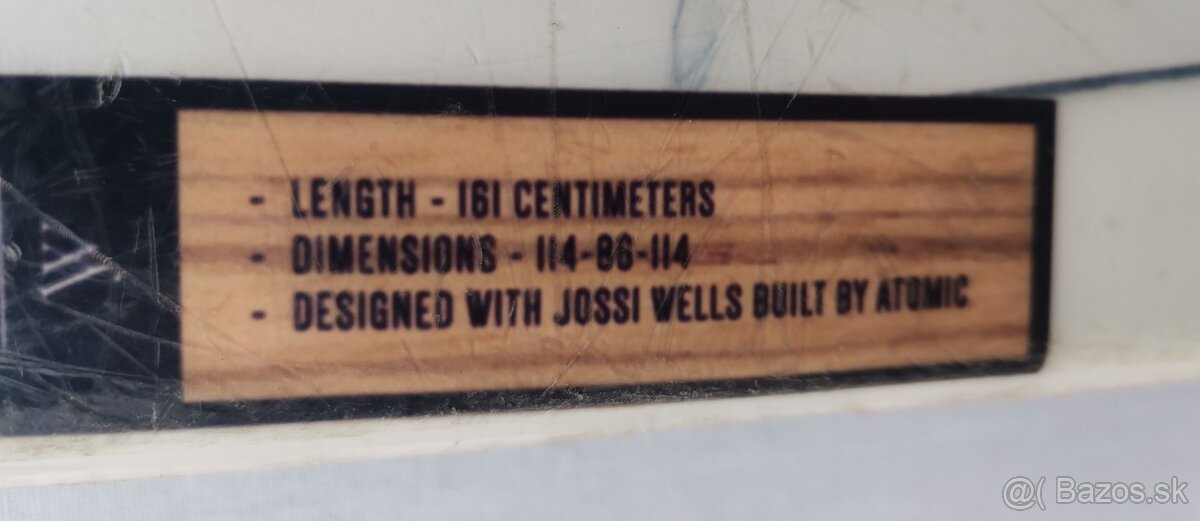 - LENGTH - 161 CENTIMETERS
- DIMENSIONS - 114-86-114
- DESIGNED WITH JOSSI WELLS BUILT BY ATOMIC
@( Bazos.sk